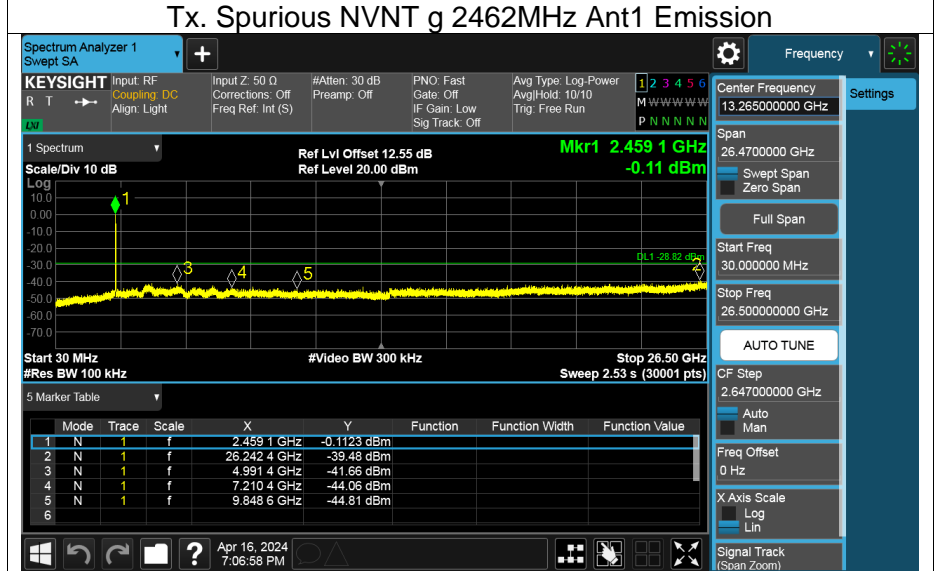 Tx. Spurious NVNT g 2462MHz Ant1 Emission
Spectrum Analyzer 1
Swept SA
+
Frequency
KEYSIGHT
R T
LXI
Input: RF
Coupling: DC
Align: Light
Input Z: 50 Ω
Corrections: Off
Freq Ref: Int (S)
#Atten: 30 dB
Preamp: Off
PNO: Fast
Gate: Off
IF Gain: Low
Sig Track: Off
Avg Type: Log-Power
Avg|Hold: 10/10
Trig: Free Run
1 2 3 4 5 6
M W W W W W
P N N N N N
1 Spectrum
Scale/Div 10 dB
Ref Lvl Offset 12.55 dB
Ref Level 20.00 dBm
Mkr1 2.459 1 GHz
-0.11 dBm
Log
10.0
0.00
-10.0
-20.0
-30.0
-40.0
-50.0
-60.0
-70.0
1
3
4
5
2
DL1 -28.82 dBm
Start 30 MHz
#Res BW 100 kHz
#Video BW 300 kHz
Stop 26.50 GHz
Sweep 2.53 s (30001 pts)
5 Marker Table
Mode Trace Scale X Y Function Function Width Function Value
1 N 1 f 2.459 1 GHz -0.1123 dBm
2 N 1 f 26.242 4 GHz -39.48 dBm
3 N 1 f 4.991 4 GHz -41.66 dBm
4 N 1 f 7.210 4 GHz -44.06 dBm
5 N 1 f 9.848 6 GHz -44.81 dBm
6
?
Apr 16, 2024
7:06:58 PM
Center Frequency
13.265000000 GHz
Span
26.4700000 GHz
Swept Span
Zero Span
Full Span
Start Freq
30.000000 MHz
Stop Freq
26.500000 GHz
AUTO TUNE
CF Step
2.647000000 GHz
Auto
Man
Freq Offset
0 Hz
X Axis Scale
Log
Lin
Signal Track
(Span Zoom)
Settings